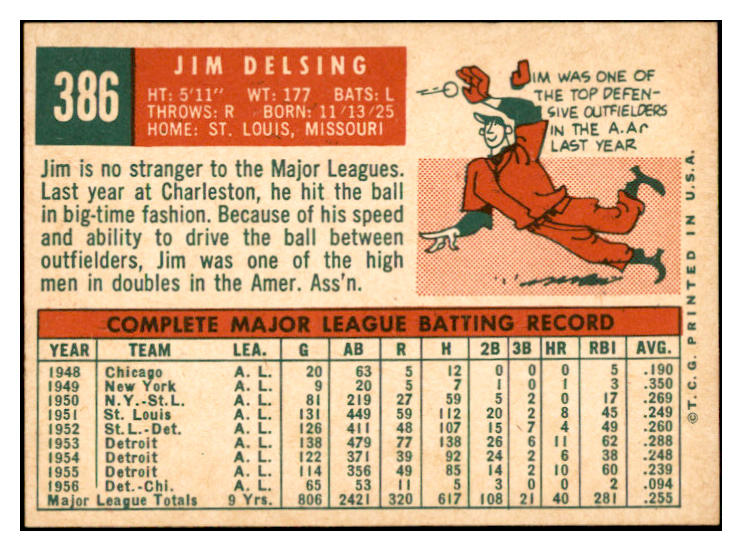 386
JIM DELSING
HT: 5'11" WT: 177 BATS: L
THROWS: R BORN: 11/13/25
HOME: ST. LOUIS, MISSOURI
JIM WAS ONE OF
THE TOP DEFEN-
SIVE OUTFIELDERS
IN THE A.A.
LAST YEAR
Jim is no stranger to the Major Leagues.
Last year at Charleston, he hit the ball
in big-time fashion. Because of his speed
and ability to drive the ball between
outfielders, Jim was one of the high
men in doubles in the Amer. Ass'n.
COMPLETE MAJOR LEAGUE BATTING RECORD
YEAR TEAM LEA. G AB R H 2B 3B HR RBI AVG.
1948 Chicago A. L. 20 63 5 12 0 0 0 5 .190
1949 New York A. L. 9 20 5 7 1 0 1 3 .350
1950 N.Y.-St.L. A. L. 81 219 27 59 5 2 0 17 .269
1951 St. Louis A. L. 131 449 59 112 20 2 8 45 .249
1952 St.L.-Det. A. L. 126 411 48 107 15 7 4 49 .260
1953 Detroit A. L. 138 479 77 138 26 6 11 62 .288
1954 Detroit A. L. 122 371 39 92 24 2 6 38 .248
1955 Detroit A. L. 114 356 49 85 14 2 10 60 .239
1956 Det.-Chi. A. L. 65 53 11 5 3 0 0 2 .094
Major League Totals 9 Yrs. 806 2421 320 617 108 21 40 281 .255
©T. C. G. PRINTED IN U.S.A.